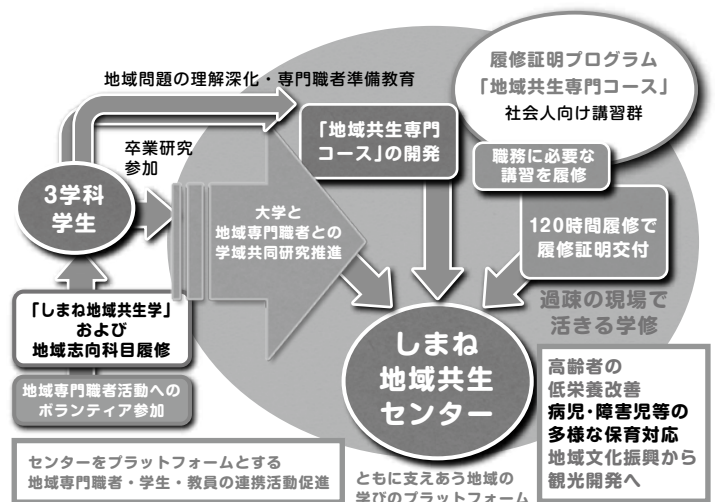 地域問題の理解深化・専門職者準備教育
履修証明プログラム
「地域共生専門コース」
社会人向け講習群
「地域共生専門
コース」の開発
卒業研究
参加
職務に必要な
講習を履修
3学科
学生
大学と
地域専門職者との
学域共同研究推進
120時間履修で
履修証明交付
「しまね地域共生学」
および
地域志向科目履修
過疎の現場で
活きる学修
しまね
地域共生
センター
地域専門職者活動への
ボランティア参加
高齢者の
低栄養改善
病児・障害児等の
多様な保育対応
地域文化振興から
観光開発へ
センターをプラットフォームとする
地域専門職者・学生・教員の連携活動促進
ともに支えあう地域の
学びのプラットフォーム